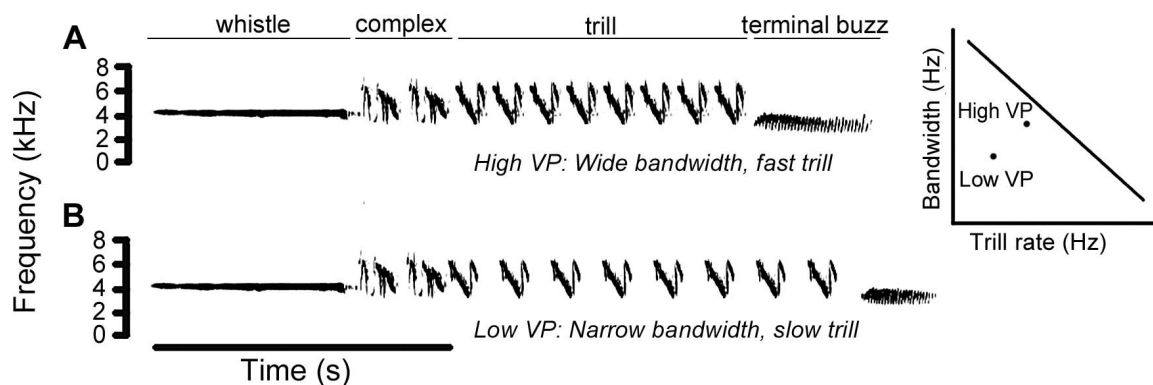 A
whistle complex trill terminal buzz
8
6
4
2
0
High VP: Wide bandwidth, fast trill
B
8
6
4
2
0
Low VP: Narrow bandwidth, slow trill
Frequency (kHz)
Time (s)
Bandwidth (Hz)
High VP
Low VP
Trill rate (Hz)